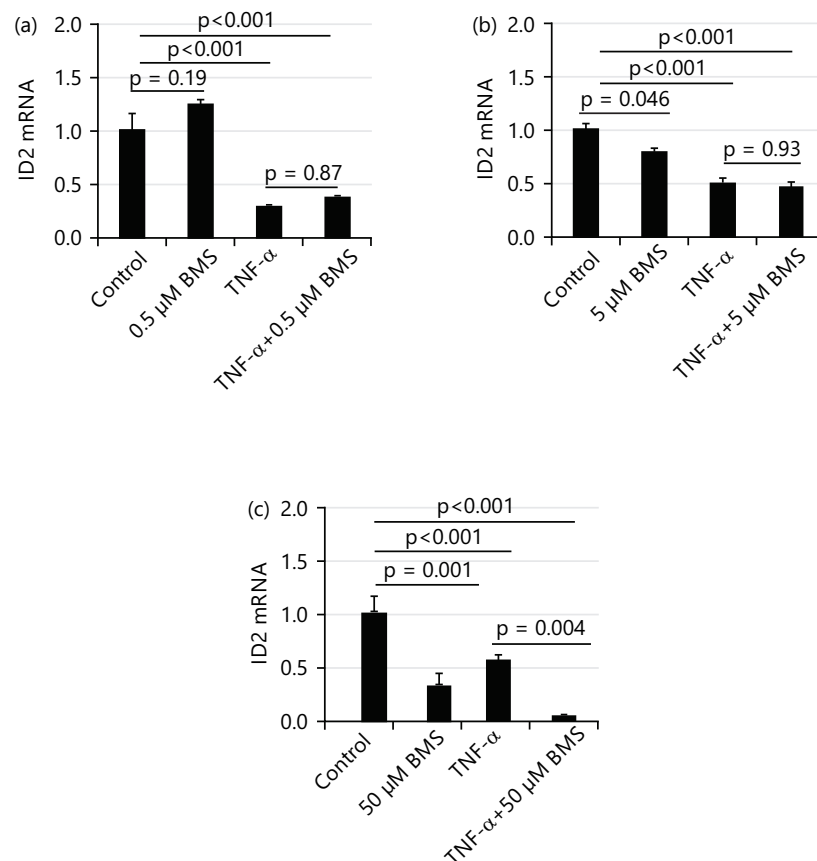 (a)
ID2 mRNA
2.0
1.5
1.0
0.5
0.0
p<0.001
p<0.001
p = 0.19
p = 0.87
Control
0.5 µM BMS
TNF-α
TNF-α+0.5 µM BMS
(b)
ID2 mRNA
2.0
1.5
1.0
0.5
0.0
p<0.001
p<0.001
p = 0.046
p = 0.93
Control
5 µM BMS
TNF-α
TNF-α+5 µM BMS
(c)
ID2 mRNA
2.0
1.5
1.0
0.5
0.0
p<0.001
p<0.001
p = 0.001
p = 0.004
Control
50 µM BMS
TNF-α
TNF-α+50 µM BMS